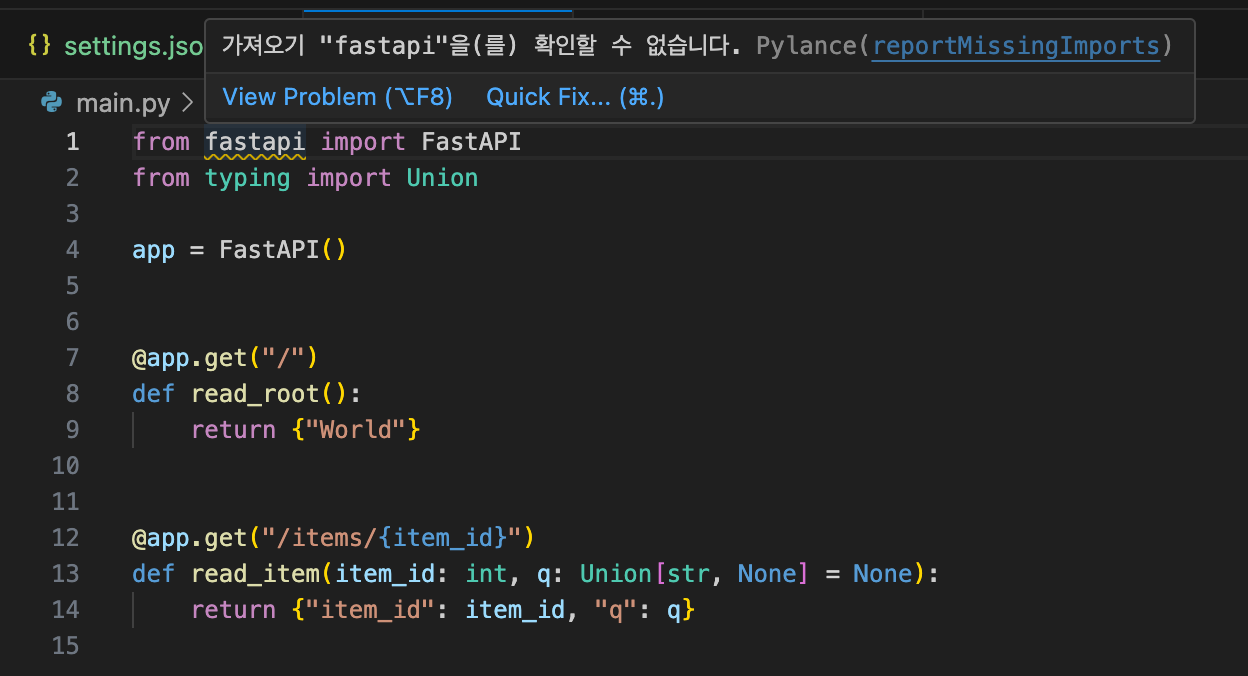 {} settings.jso
가져오기 "fastapi"을(를) 확인할 수 없습니다. Pylance(reportMissingImports)
View Problem (⌥F8) Quick Fix... (⌘.)
main.py >
1 from fastapi import FastAPI
2 from typing import Union
3
4 app = FastAPI()
5
6
7 @app.get("/")
8 def read_root():
9     return {"World"}
10
11
12 @app.get("/items/{item_id}")
13 def read_item(item_id: int, q: Union[str, None] = None):
14     return {"item_id": item_id, "q": q}
15